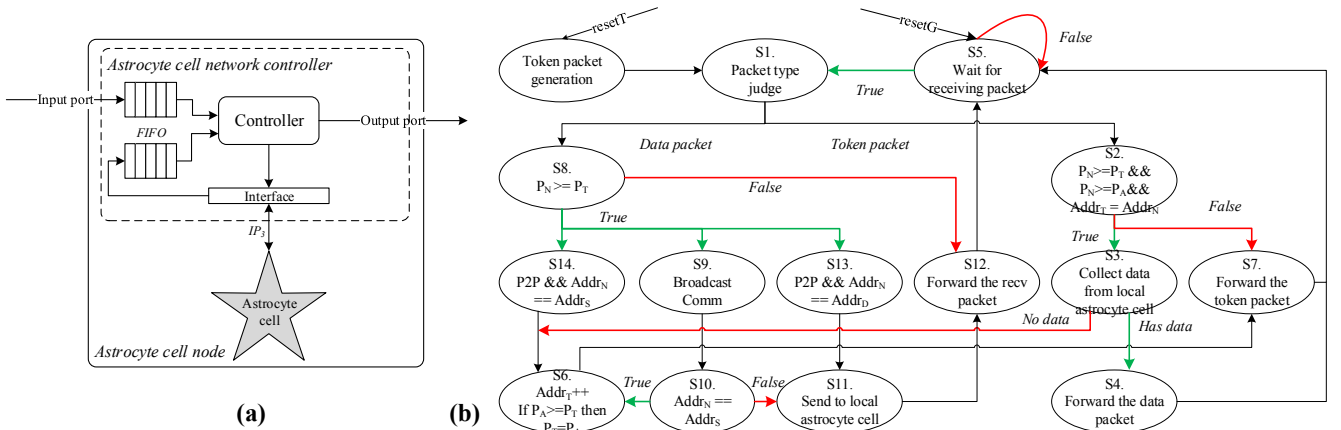 Astrocyte cell network controller
Input port
FIFO
Controller
Output port
Interface
IP3
Astrocyte
cell
Astrocyte cell node
(a)
resetT
resetG
Token packet
generation
S1.
Packet type
judge
S5.
Wait for
receiving packet
False
True
Data packet
Token packet
S8.
PN>= PT
False
True
S2.
PN>=PT &&
PN>=PA&&
AddrT = AddrN
False
True
S14.
P2P && AddrN
== AddrS
S9.
Broadcast
Comm
S13.
P2P && AddrN
== AddrD
S12.
Forward the recv
packet
S3.
Collect data
from local
astrocyte cell
S7.
Forward the
token packet
No data
Has data
S6.
AddrT++
If PA>=PT then
True
S10.
AddrN ==
AddrS
False
S11.
Send to local
astrocyte cell
S4.
Forward the data
packet
(b)